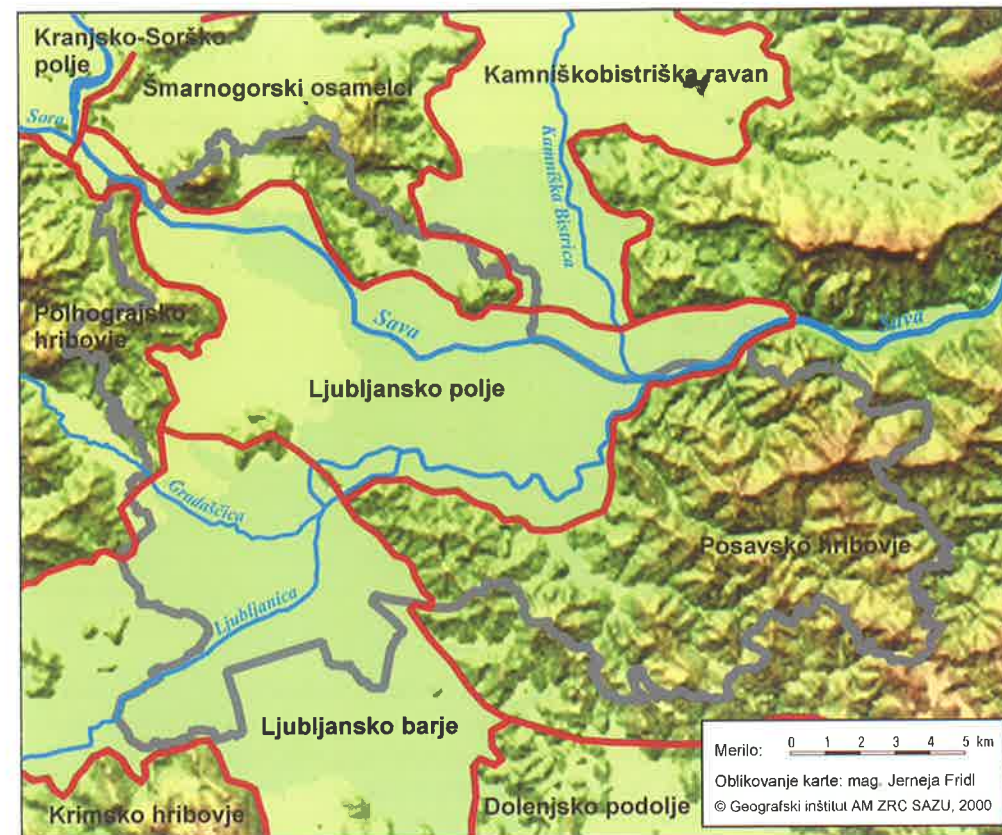 Kranjsko-Sorško
polje
Šmarnogorski osamelci
Kamniškobistriška ravan
Sora
Kamniška Bistrica
Polhograjsko
hribovje
Sava
Sava
Ljubljansko polje
Gradaščica
Posavsko hribovje
Ljubljanica
Ljubljansko barje
Krimsko hribovje
Dolenjsko podolje
Merilo: 0 1 2 3 4 5 km
Oblikovanje karte: mag. Jerneja Fridl
© Geografski inštitut AM ZRC SAZU, 2000